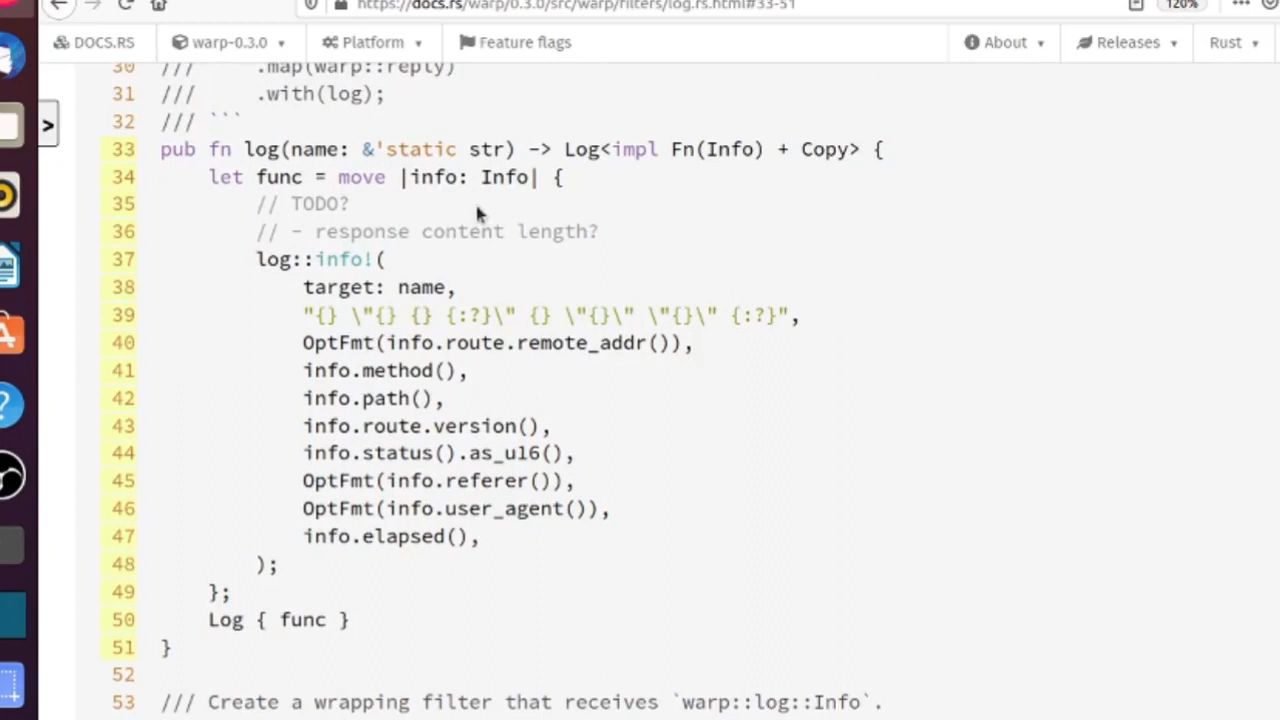 https://docs.rs/warp/0.3.0/src/warp/filters/log.rs.html#33-51 120%
DOCS.RS warp-0.3.0 Platform Feature flags About Releases Rust
30 ///     .map(warp::reply)
31 ///     .with(log);
32 /// ```
33 pub fn log(name: &'static str) -> Log<impl Fn(Info) + Copy> {
34     let func = move |info: Info| {
35         // TODO?
36         // - response content length?
37         log::info!(
38             target: name,
39             "{} \"{} {} {:?}\" {} \"{}\" \"{}\" {:?}",
40             OptFmt(info.route.remote_addr()),
41             info.method(),
42             info.path(),
43             info.route.version(),
44             info.status().as_u16(),
45             OptFmt(info.referer()),
46             OptFmt(info.user_agent()),
47             info.elapsed(),
48         );
49     };
50     Log { func }
51 }
52
53 /// Create a wrapping filter that receives `warp::log::Info`.